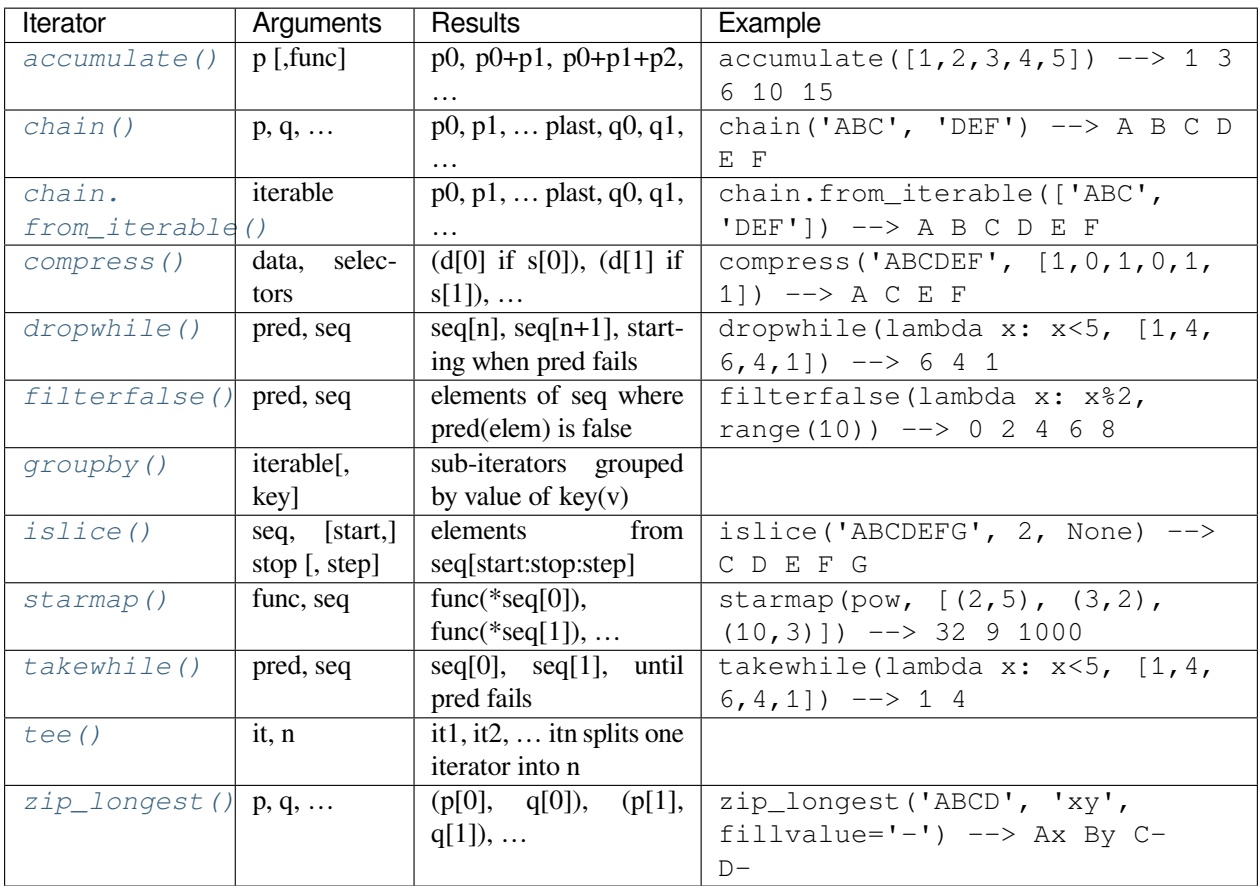 Iterator Arguments Results Example
accumulate() p [,func] p0, p0+p1, p0+p1+p2, accumulate([1,2,3,4,5]) --> 1 3
… 6 10 15
chain() p, q, … p0, p1, … plast, q0, q1, chain('ABC', 'DEF') --> A B C D
… E F
chain. iterable p0, p1, … plast, q0, q1, chain.from_iterable(['ABC',
from_iterable() … 'DEF']) --> A B C D E F
compress() data, selec- (d[0] if s[0]), (d[1] if compress('ABCDEF', [1,0,1,0,1,
tors s[1]), … 1]) --> A C E F
dropwhile() pred, seq seq[n], seq[n+1], start- dropwhile(lambda x: x<5, [1,4,
ing when pred fails 6,4,1]) --> 6 4 1
filterfalse() pred, seq elements of seq where filterfalse(lambda x: x%2,
pred(elem) is false range(10)) --> 0 2 4 6 8
groupby() iterable[, sub-iterators grouped
key] by value of key(v)
islice() seq, [start,] elements from islice('ABCDEFG', 2, None) -->
stop [, step] seq[start:stop:step] C D E F G
starmap() func, seq func(*seq[0]), starmap(pow, [(2,5), (3,2),
func(*seq[1]), … (10,3)]) --> 32 9 1000
takewhile() pred, seq seq[0], seq[1], until takewhile(lambda x: x<5, [1,4,
pred fails 6,4,1]) --> 1 4
tee() it, n it1, it2, … itn splits one
iterator into n
zip_longest() p, q, … (p[0], q[0]), (p[1], zip_longest('ABCD', 'xy',
q[1]), … fillvalue='-') --> Ax By C-
D-